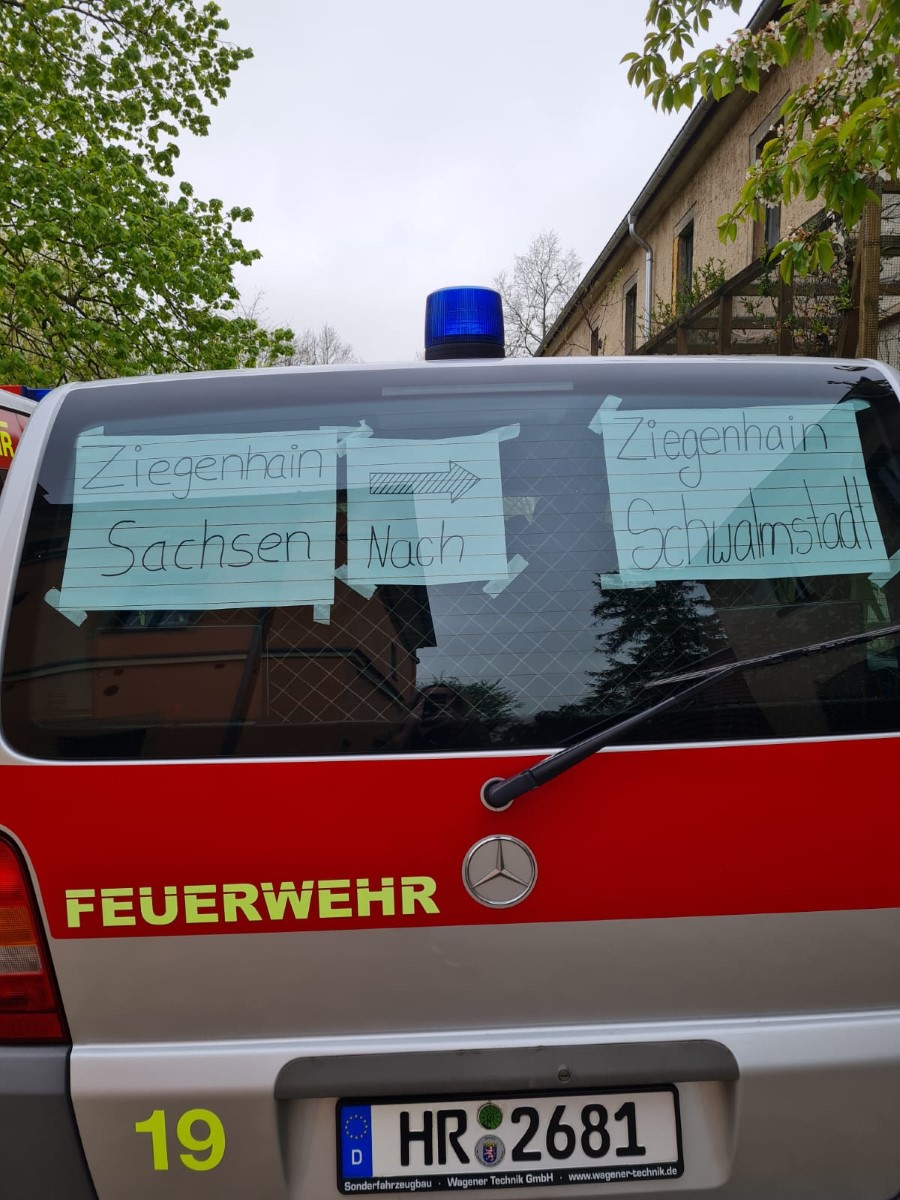 Ziegenhain
Sachsen
Nach
Ziegenhain
Schwalmstadt
FEUERWEHR
19
D
HR 2681
Sonderfahrzeugbau · Wagener Technik GmbH · www.wagener-technik.de